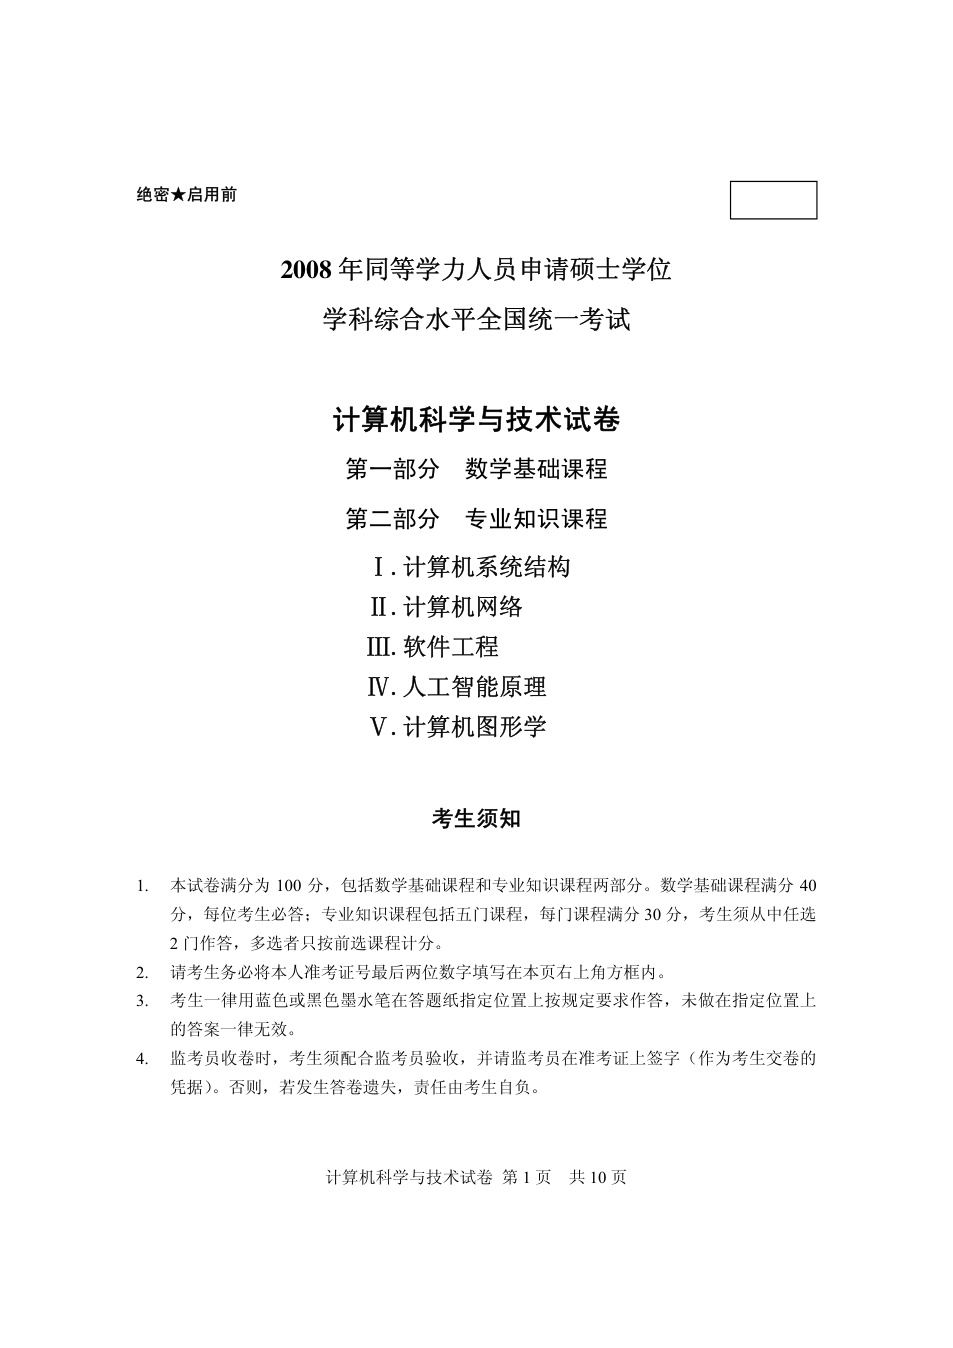 绝密★启用前
2008 年同等学力人员申请硕士学位
学科综合水平全国统一考试
计算机科学与技术试卷
第一部分 数学基础课程
第二部分 专业知识课程
Ⅰ. 计算机系统结构
Ⅱ. 计算机网络
Ⅲ. 软件工程
Ⅳ. 人工智能原理
Ⅴ. 计算机图形学
考生须知
1. 本试卷满分为 100 分，包括数学基础课程和专业知识课程两部分。数学基础课程满分 40
分，每位考生必答；专业知识课程包括五门课程，每门课程满分 30 分，考生须从中任选
2 门作答，多选者只按前选课程计分。
2. 请考生务必将本人准考证号最后两位数字填写在本页右上角方框内。
3. 考生一律用蓝色或黑色墨水笔在答题纸指定位置上按规定要求作答，未做在指定位置上
的答案一律无效。
4. 监考员收卷时，考生须配合监考员验收，并请监考员在准考证上签字（作为考生交卷的
凭据）。否则，若发生答卷遗失，责任由考生自负。
计算机科学与技术试卷 第 1 页 共 10 页